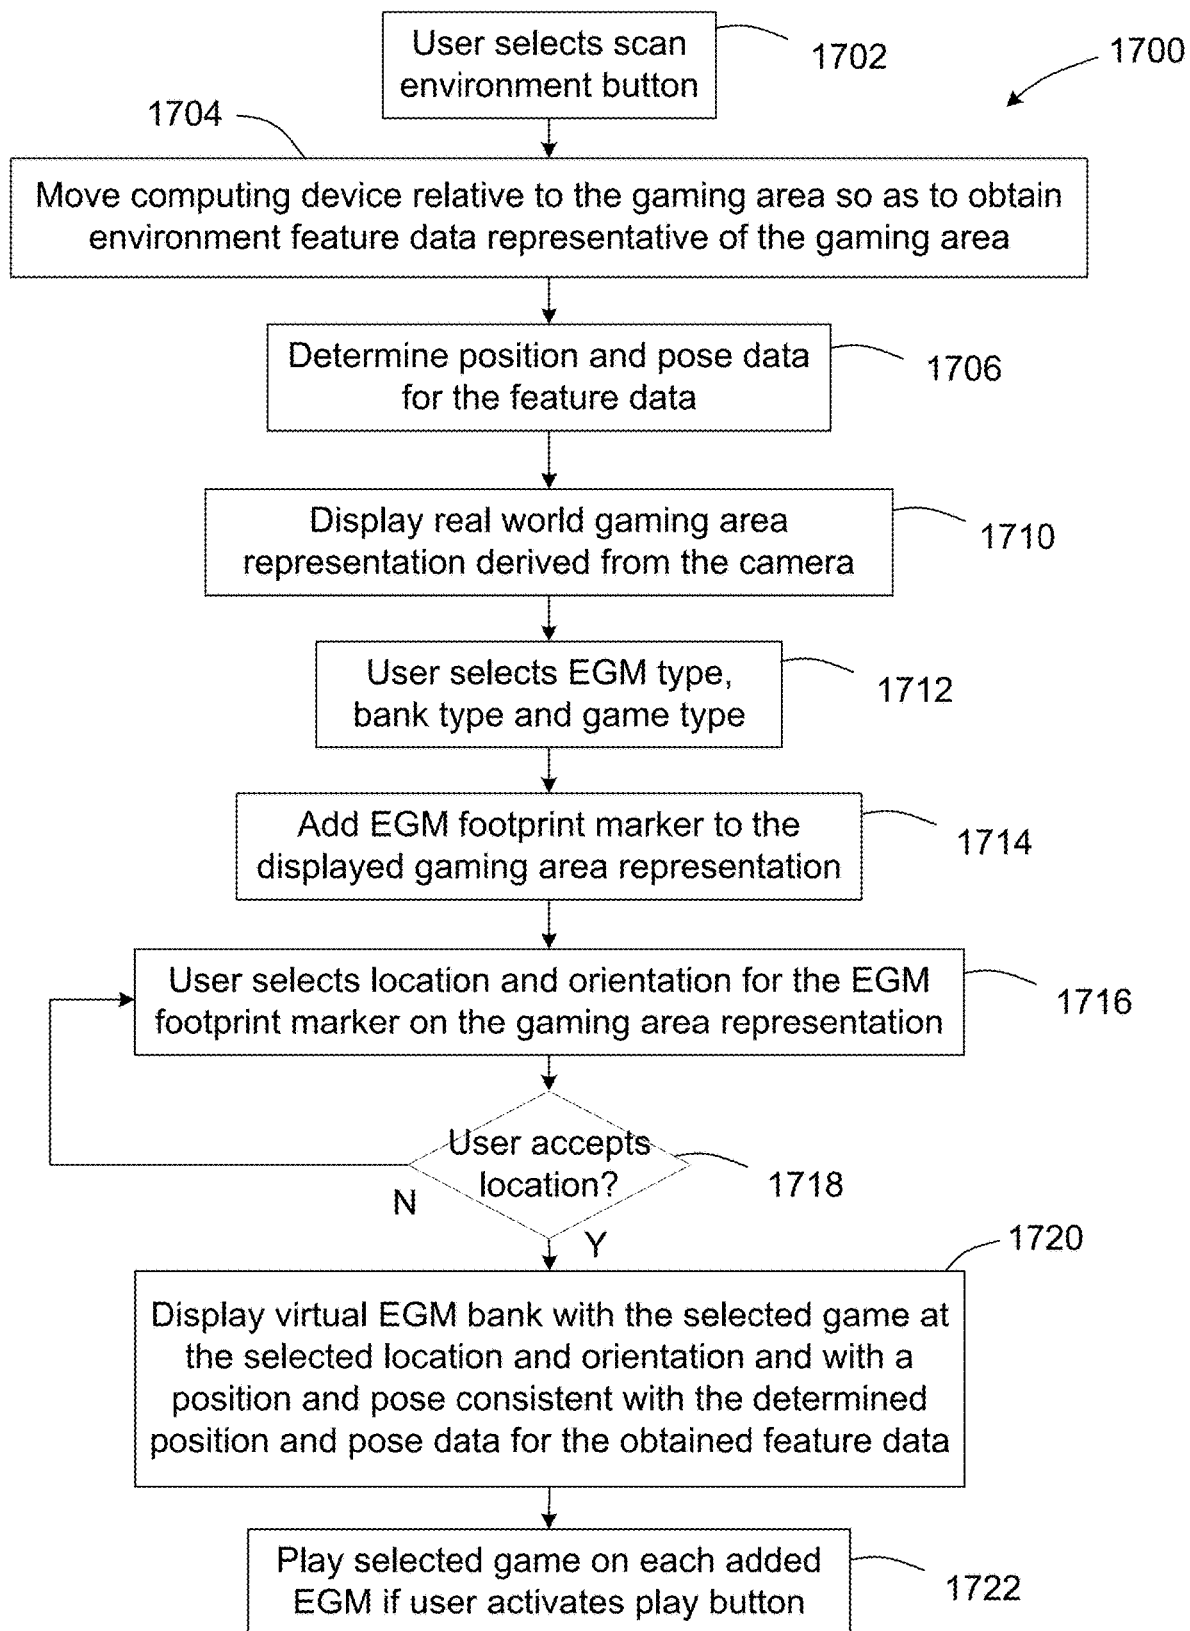 User selects scan
environment button
1702
1700
1704
Move computing device relative to the gaming area so as to obtain
environment feature data representative of the gaming area
Determine position and pose data
for the feature data
1706
Display real world gaming area
representation derived from the camera
1710
User selects EGM type,
bank type and game type
1712
Add EGM footprint marker to the
displayed gaming area representation
1714
User selects location and orientation for the EGM
footprint marker on the gaming area representation
1716
User accepts
location?
1718
N
Y
1720
Display virtual EGM bank with the selected game at
the selected location and orientation and with a
position and pose consistent with the determined
position and pose data for the obtained feature data
Play selected game on each added
EGM if user activates play button
1722